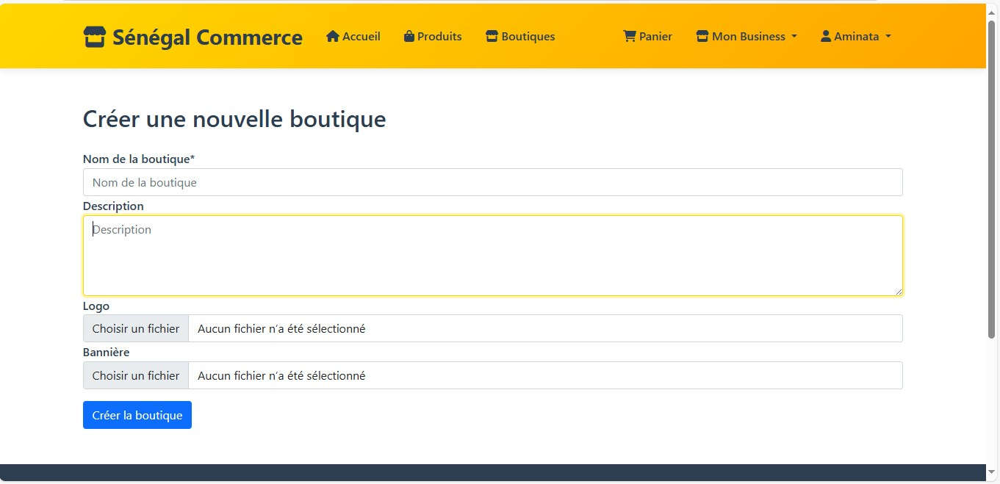 Sénégal Commerce Accueil Produits Boutiques Panier Mon Business Aminata
Créer une nouvelle boutique
Nom de la boutique*
Nom de la boutique
Description
Description
Logo
Choisir un fichier Aucun fichier n’a été sélectionné
Bannière
Choisir un fichier Aucun fichier n’a été sélectionné
Créer la boutique